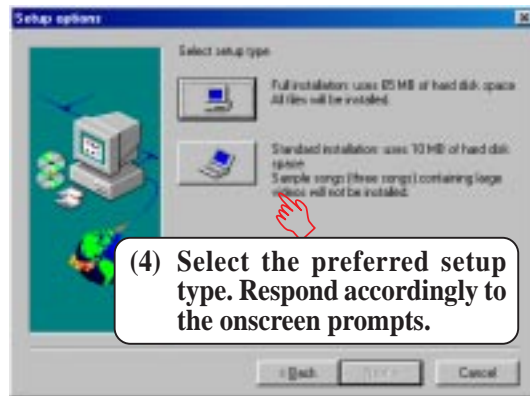 Setup options
Select setup type
Full installation: uses MB of hard disk space
All files will be installed.
Standard installation: uses 10 MB of hard disk
space
Sample songs (three songs) containing large
videos will not be installed.
(4) Select the preferred setup
type. Respond accordingly to
the onscreen prompts.
< Back
Cancel